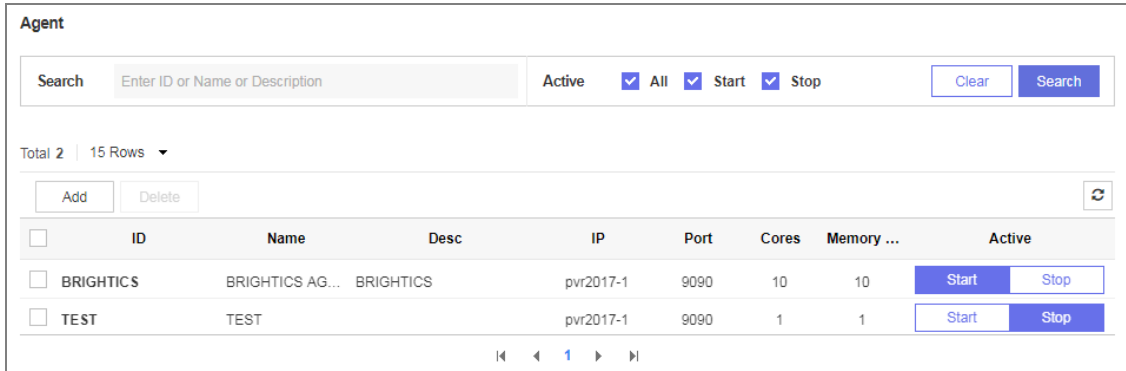 Agent
Search Enter ID or Name or Description Active All Start Stop Clear Search
Total 2 15 Rows
Add Delete
ID Name Desc IP Port Cores Memory ... Active
BRIGHTICS BRIGHTICS AG... BRIGHTICS pvr2017-1 9090 10 10 Start Stop
TEST TEST pvr2017-1 9090 1 1 Start Stop
1